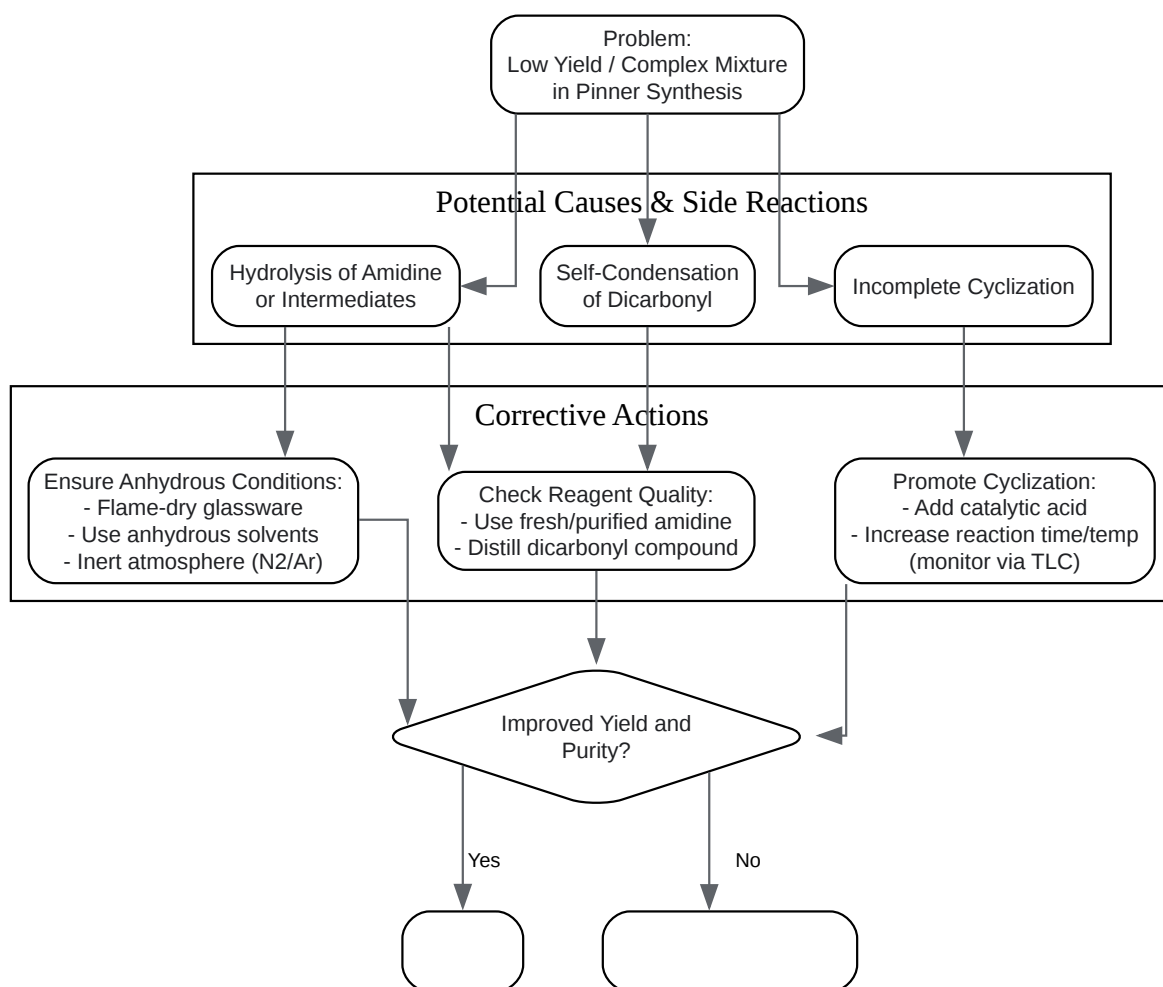 Problem:
Low Yield / Complex Mixture
in Pinner Synthesis
Potential Causes & Side Reactions
Hydrolysis of Amidine
or Intermediates
Self-Condensation
of Dicarbonyl
Incomplete Cyclization
Corrective Actions
Ensure Anhydrous Conditions:
- Flame-dry glassware
- Use anhydrous solvents
- Inert atmosphere (N2/Ar)
Check Reagent Quality:
- Use fresh/purified amidine
- Distill dicarbonyl compound
Promote Cyclization:
- Add catalytic acid
- Increase reaction time/temp
(monitor via TLC)
Improved Yield and
Purity?
Yes
No